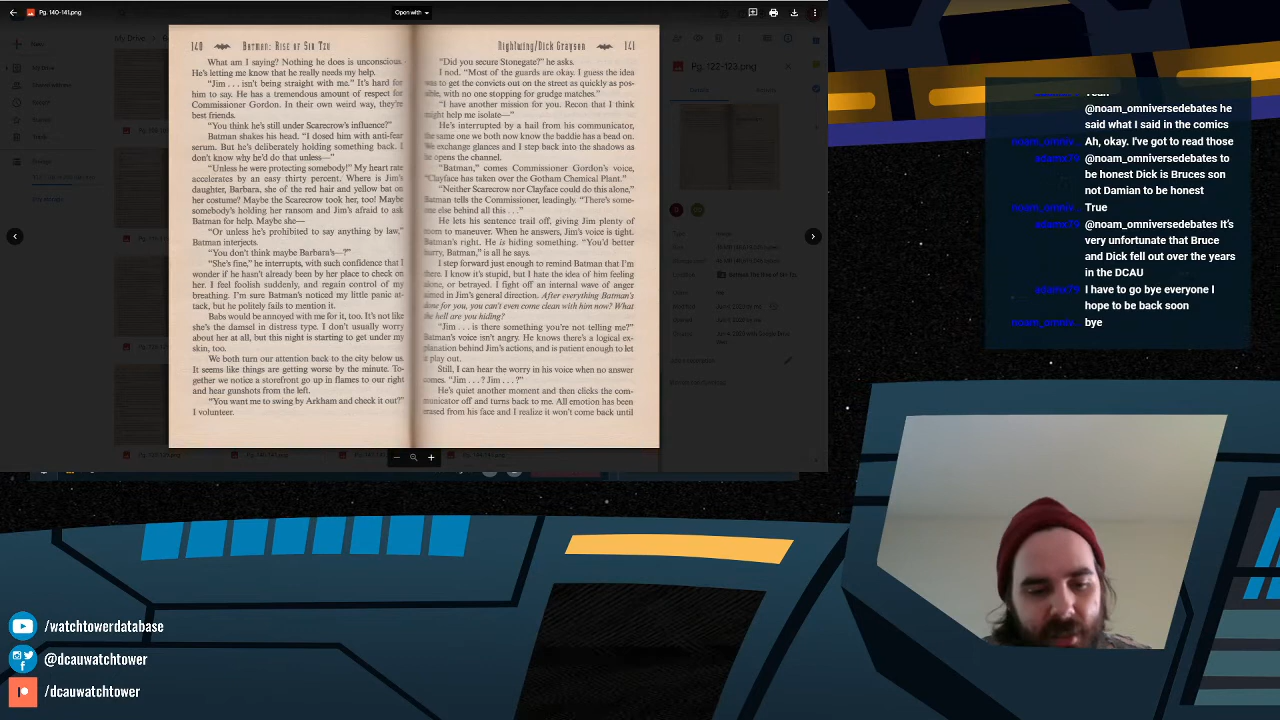 Pg. 140-141.png
Open with
140 Batman: Rise of Sin Tzu
What am I saying? Nothing he does is unconscious.
He's letting me know that he really needs my help.
"Jim . . . isn't being straight with me." It's hard for
him to say. He has a tremendous amount of respect for
Commissioner Gordon. In their own weird way, they're
best friends.
"You think he's still under Scarecrow's influence?"
Batman shakes his head. "I dosed him with anti-fear
serum. But he's deliberately holding something back. I
don't know why he'd do that unless—"
"Unless he were protecting somebody!" My heart rate
accelerates by an easy thirty percent. Where is Jim's
daughter, Barbara, she of the red hair and yellow bat on
her costume? Maybe the Scarecrow took her, too! Maybe
somebody's holding her ransom and Jim's afraid to ask
Batman for help. Maybe she—
"Or unless he's prohibited to say anything by law,"
Batman interjects.
"You don't think maybe Barbara's—?"
"She's fine," he interrupts, with such confidence that I
wonder if he hasn't already been by her place to check on
her. I feel foolish suddenly, and regain control of my
breathing. I'm sure Batman's noticed my little panic at-
tack, but he politely fails to mention it.
Babs would be annoyed with me for it, too. It's not like
she's the damsel in distress type. I don't usually worry
about her at all, but this night is starting to get under my
skin, too.
We both turn our attention back to the city below us.
It seems like things are getting worse by the minute. To-
gether we notice a storefront go up in flames to our right
and hear gunshots from the left.
"You want me to swing by Arkham and check it out?"
I volunteer.
Nightwing/Dick Grayson 141
"Did you secure Stonegate?" he asks.
I nod. "Most of the guards are okay. I guess the idea
was to get the convicts out on the street as quickly as pos-
sible, with no one stopping for grudge matches."
"I have another mission for you. Recon that I think
might help me isolate—"
He's interrupted by a hail from his communicator,
the same one we both now know the baddie has a bead on.
We exchange glances and I step back into the shadows as
he opens the channel.
"Batman," comes Commissioner Gordon's voice,
"Clayface has taken over the Gotham Chemical Plant."
"Neither Scarecrow nor Clayface could do this alone,"
Batman tells the Commissioner, leadingly. "There's some-
one else behind all this . . ."
He lets his sentence trail off, giving Jim plenty of
room to maneuver. When he answers, Jim's voice is tight.
Batman's right. He is hiding something. "You'd better
hurry, Batman," is all he says.
I step forward just enough to remind Batman that I'm
there. I know it's stupid, but I hate the idea of him feeling
alone, or betrayed. I fight off an internal wave of anger
aimed in Jim's general direction. After everything Batman's
done for you, you can't even come clean with him now? What
the hell are you hiding?
"Jim . . . is there something you're not telling me?"
Batman's voice isn't angry. He knows there's a logical ex-
planation behind Jim's actions, and is patient enough to let
it play out.
Still, I can hear the worry in his voice when no answer
comes. "Jim . . . ? Jim . . . ?"
He's quiet another moment and then clicks the com-
municator off and turns back to me. All emotion has been
erased from his face and I realize it won't come back until
Pg. 122-123.png
@noam_omniversedebates he
said what I said in the comics
noam_omniv... Ah, okay. I've got to read those
adamx79 @noam_omniversedebates to
be honest Dick is Bruces son
not Damian to be honest
noam_omniv... True
adamx79 @noam_omniversedebates It's
very unfortunate that Bruce
and Dick fell out over the years
in the DCAU
adamx79 I have to go bye everyone I
hope to be back soon
noam_omniv... bye
/watchtowerdatabase
@dcauwatchtower
/dcauwatchtower